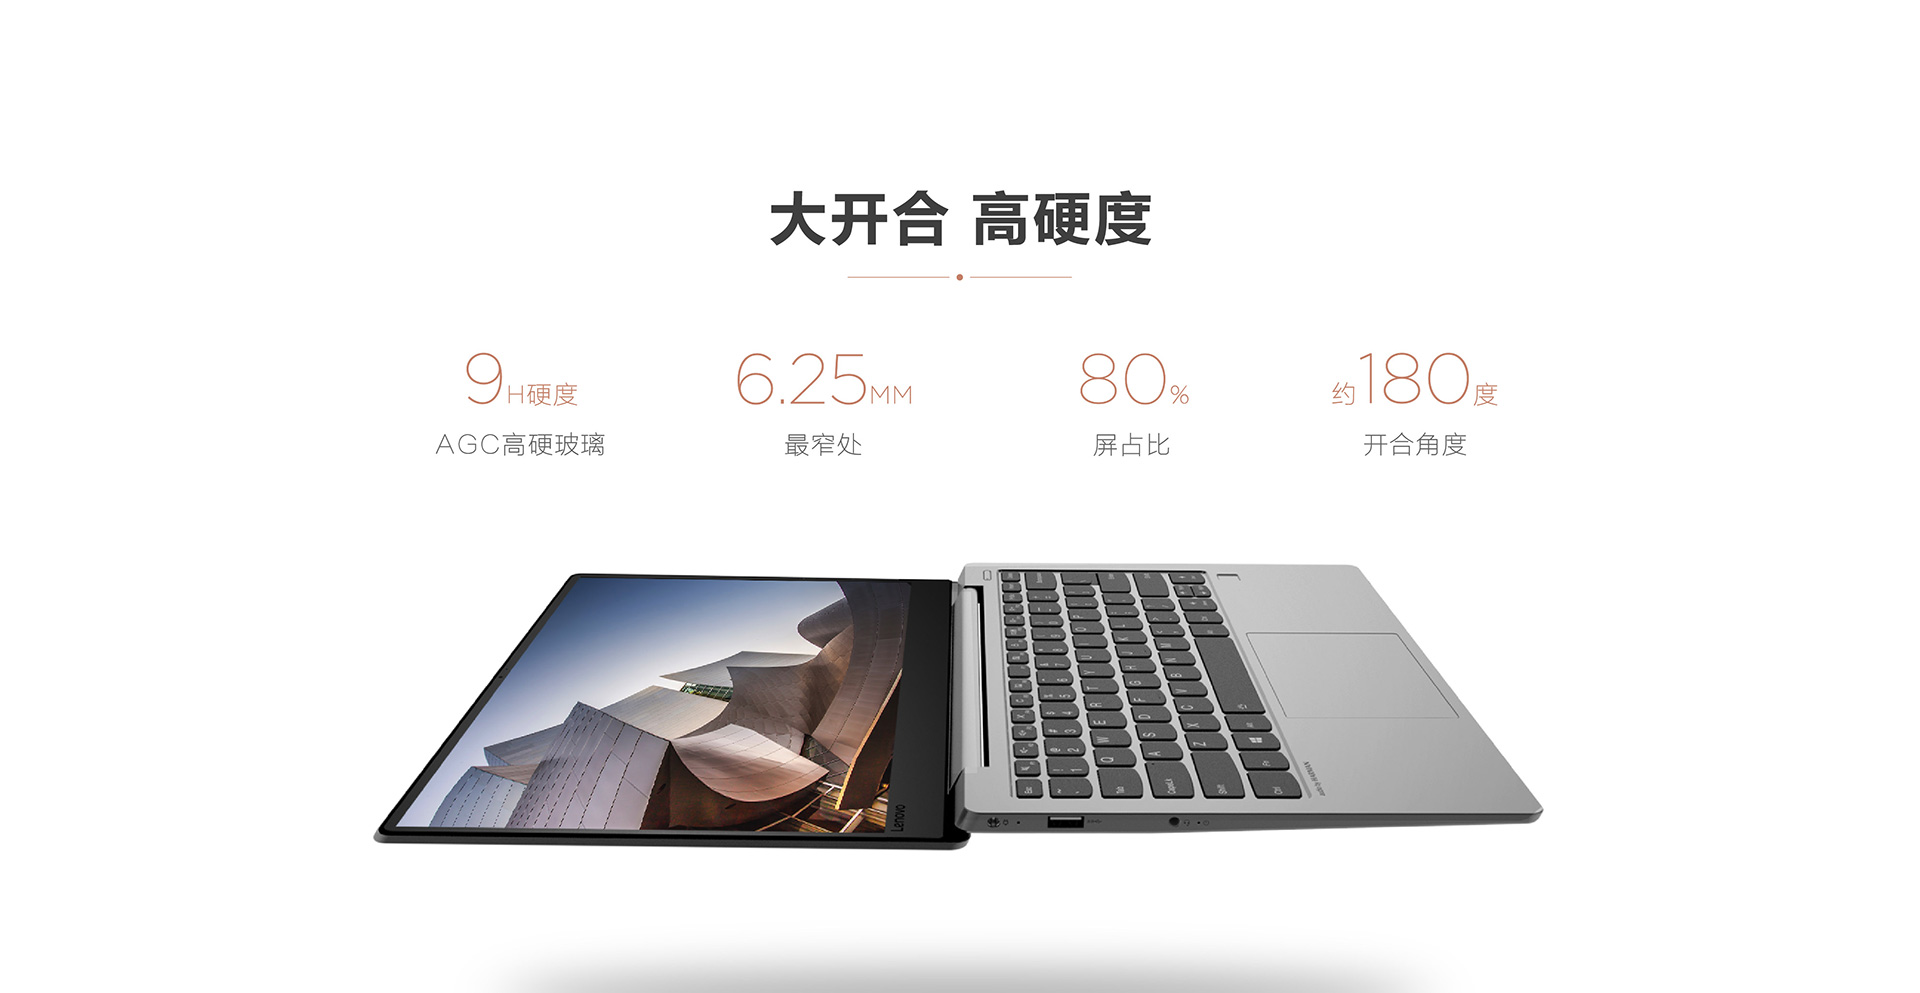 大开合 高硬度
9H硬度
6.25MM
80%
约180度
AGC高硬玻璃
最窄处
屏占比
开合角度
Lenovo